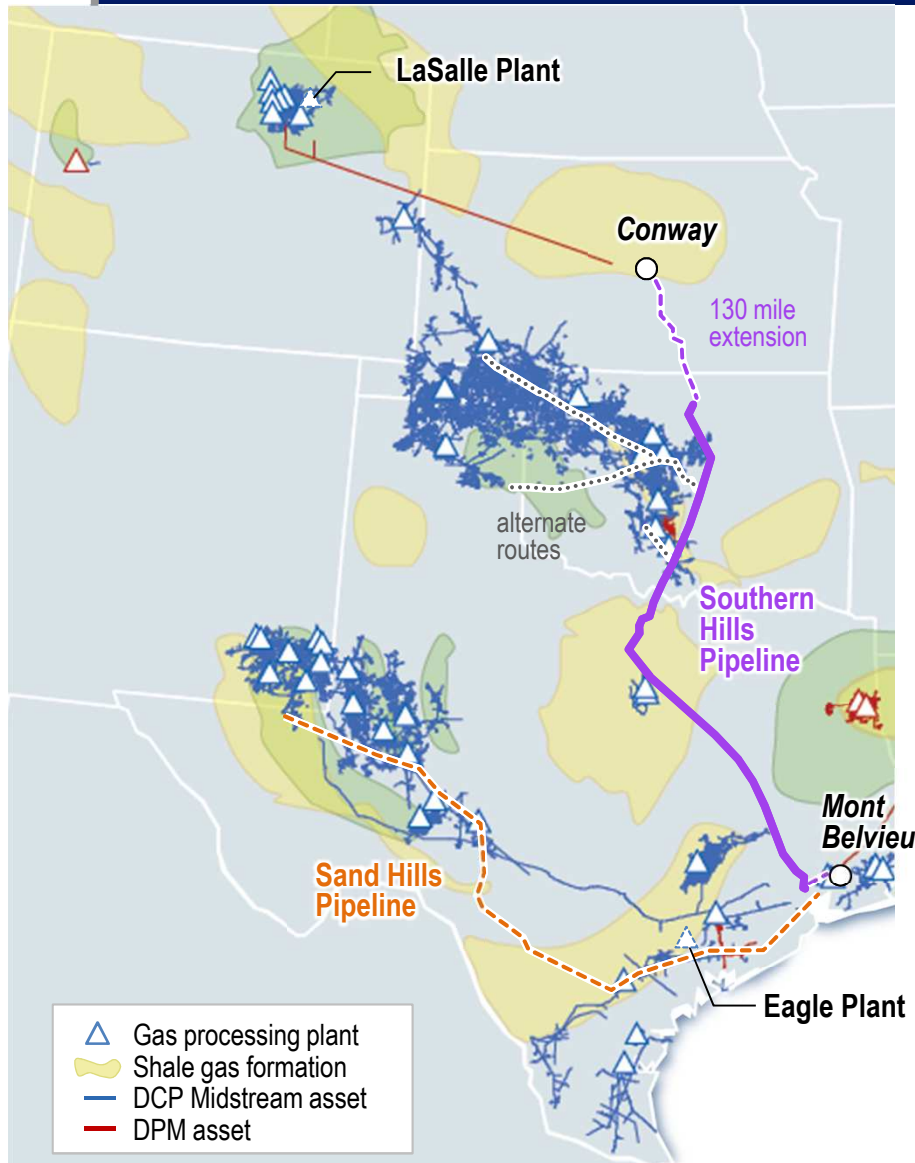 LaSalle Plant
Conway
130 mile
extension
alternate
routes
Southern
Hills
Pipeline
Mont
Belvieu
Sand Hills
Pipeline
Eagle Plant
Gas processing plant
Shale gas formation
DCP Midstream asset
DPM asset